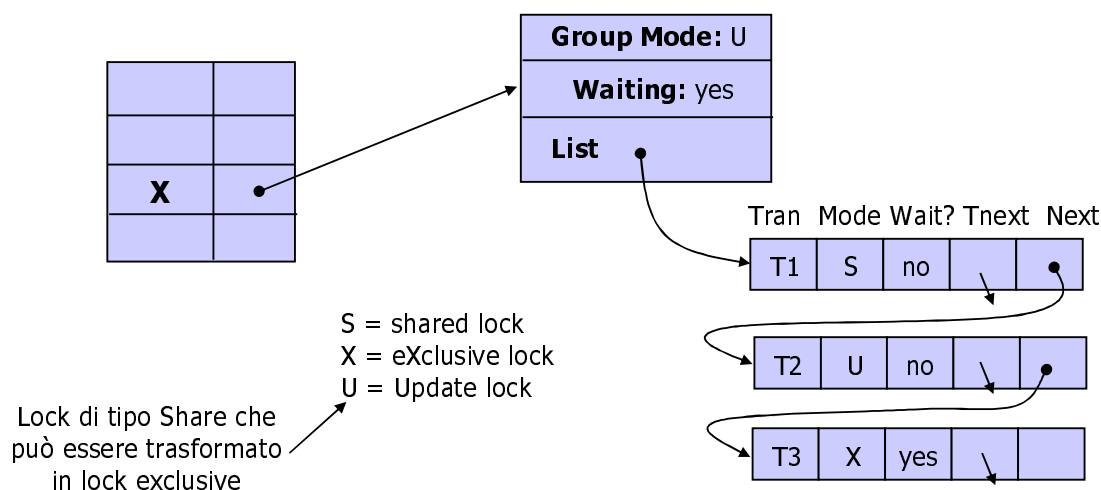 Group Mode: U
Waiting: yes
List
X
Tran Mode Wait? Tnext Next
T1 S no
T2 U no
T3 X yes
S = shared lock
X = eXclusive lock
U = Update lock
Lock di tipo Share che
può essere trasformato
in lock exclusive